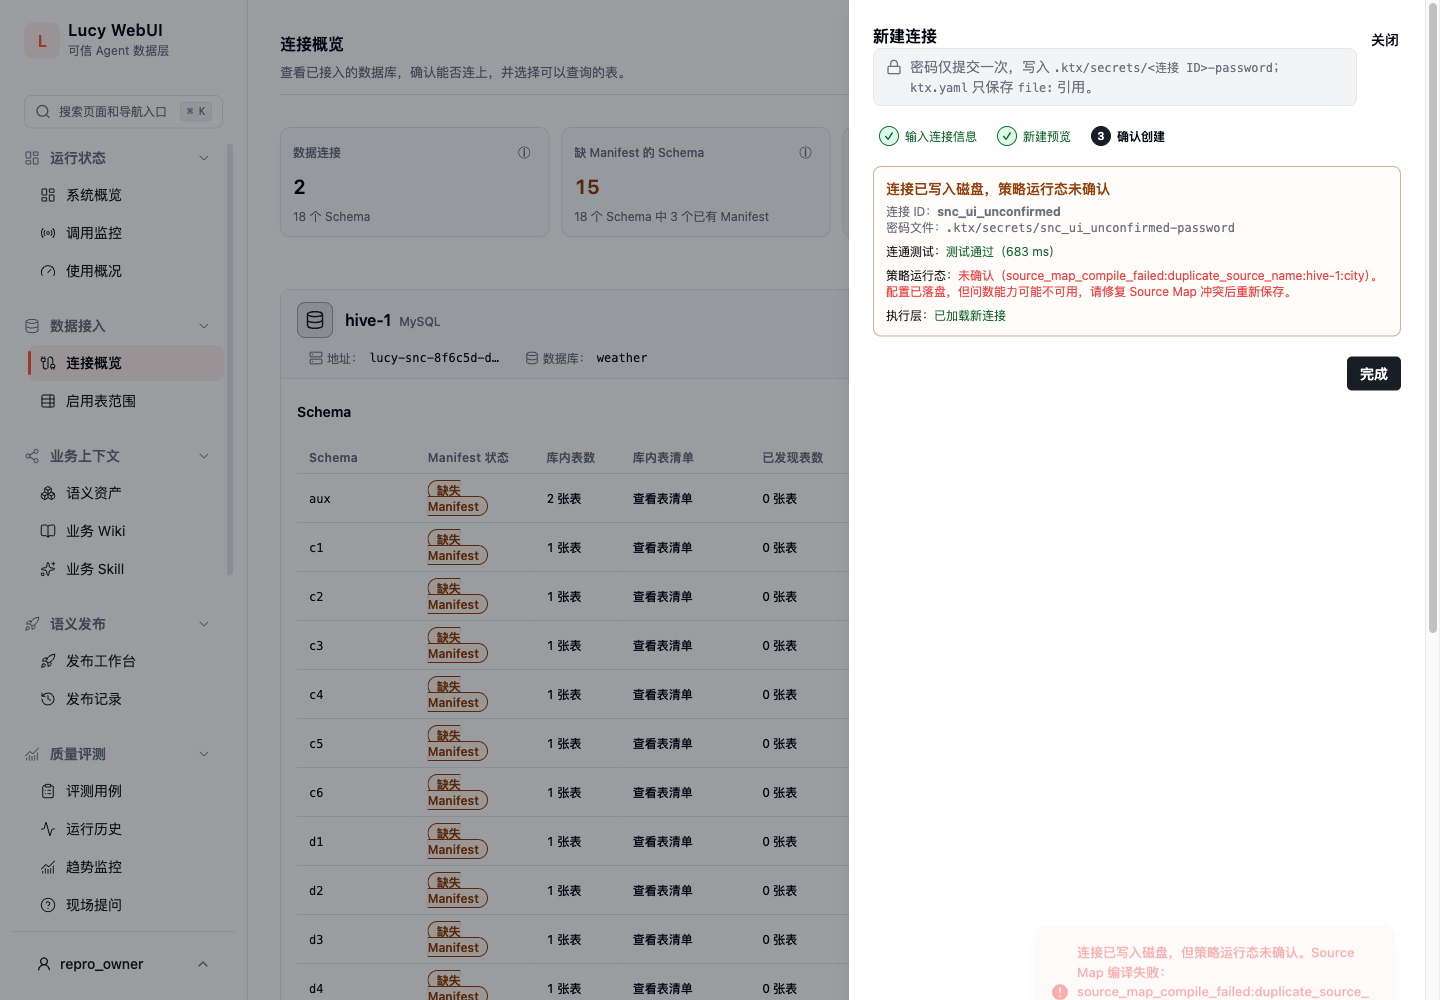 L
Lucy WebUI
可信 Agent 数据层
搜索页面和导航入口
⌘ K
运行状态
系统概览
调用监控
使用概况
数据接入
连接概览
启用表范围
业务上下文
语义资产
业务 Wiki
业务 Skill
语义发布
发布工作台
发布记录
质量评测
评测用例
运行历史
趋势监控
现场提问
repro_owner
连接概览
查看已接入的数据库，确认能否连上，并选择可以查询的表。
数据连接
2
18 个 Schema
缺 Manifest 的 Schema
15
18 个 Schema 中 3 个已有 Manifest
hive-1 MySQL
地址： lucy-snc-8f6c5d-d… 数据库： weather
Schema
Schema Manifest 状态 库内表数 库内表清单 已发现表数
aux 缺失 Manifest 2 张表 查看表清单 0 张表
c1 缺失 Manifest 1 张表 查看表清单 0 张表
c2 缺失 Manifest 1 张表 查看表清单 0 张表
c3 缺失 Manifest 1 张表 查看表清单 0 张表
c4 缺失 Manifest 1 张表 查看表清单 0 张表
c5 缺失 Manifest 1 张表 查看表清单 0 张表
c6 缺失 Manifest 1 张表 查看表清单 0 张表
d1 缺失 Manifest 1 张表 查看表清单 0 张表
d2 缺失 Manifest 1 张表 查看表清单 0 张表
d3 缺失 Manifest 1 张表 查看表清单 0 张表
d4 缺失 Manifest 1 张表 查看表清单 0 张表
新建连接
关闭
密码仅提交一次，写入 .ktx/secrets/<连接 ID>-password；
ktx.yaml 只保存 file: 引用。
输入连接信息
新建预览
3 确认创建
连接已写入磁盘，策略运行态未确认
连接 ID：snc_ui_unconfirmed
密码文件：.ktx/secrets/snc_ui_unconfirmed-password
连通测试：测试通过（683 ms）
策略运行态：未确认（source_map_compile_failed:duplicate_source_name:hive-1:city）。
配置已落盘，但问数能力可能不可用，请修复 Source Map 冲突后重新保存。
执行层：已加载新连接
完成
连接已写入磁盘，但策略运行态未确认。Source
Map 编译失败：
source_map_compile_failed:duplicate_source_